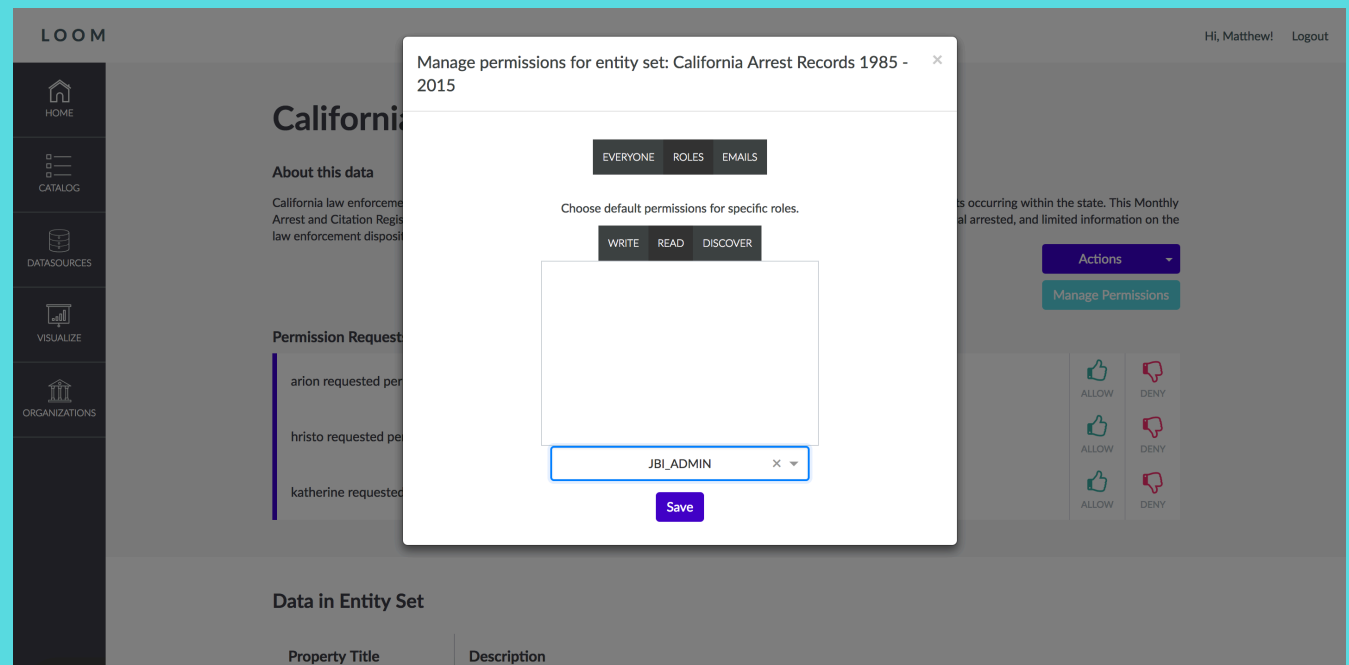 LOOM
Hi, Matthew! Logout
HOME
CATALOG
DATASOURCES
VISUALIZE
ORGANIZATIONS
Californi
About this data
California law enforceme
s occurring within the state. This Monthly
Arrest and Citation Regis
al arrested, and limited information on the
law enforcement disposit
Actions
Manage Permissions
Permission Request
arion requested per
ALLOW DENY
hristo requested pe
ALLOW DENY
katherine requested
ALLOW DENY
Manage permissions for entity set: California Arrest Records 1985 -
2015
×
EVERYONE ROLES EMAILS
Choose default permissions for specific roles.
WRITE READ DISCOVER
JBI_ADMIN ×
Save
Data in Entity Set
Property Title Description